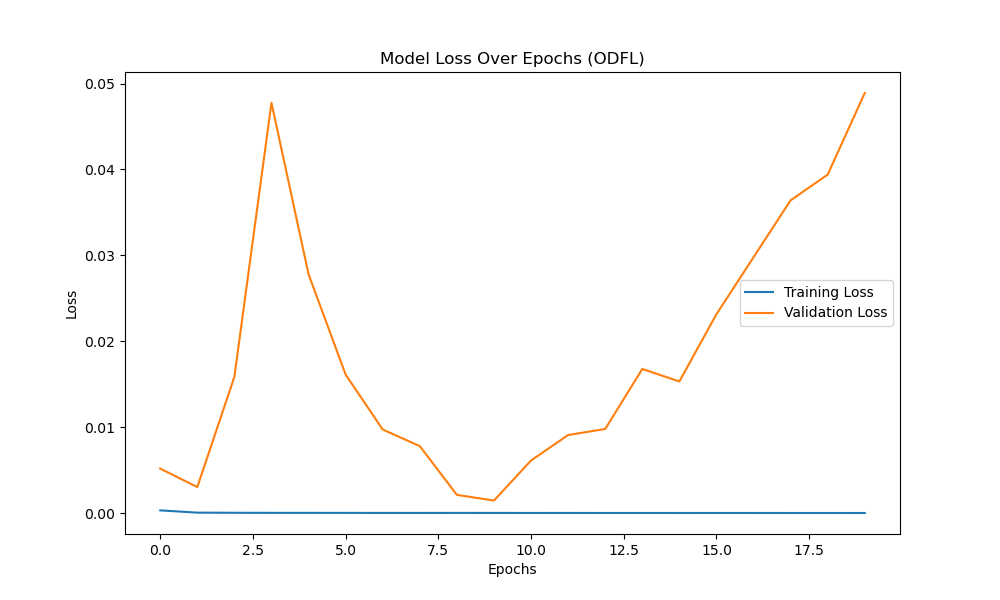 Model Loss Over Epochs (ODFL)
0.05
0.04
0.03
0.02
0.01
0.00
Loss
Training Loss
Validation Loss
0.0 2.5 5.0 7.5 10.0 12.5 15.0 17.5
Epochs